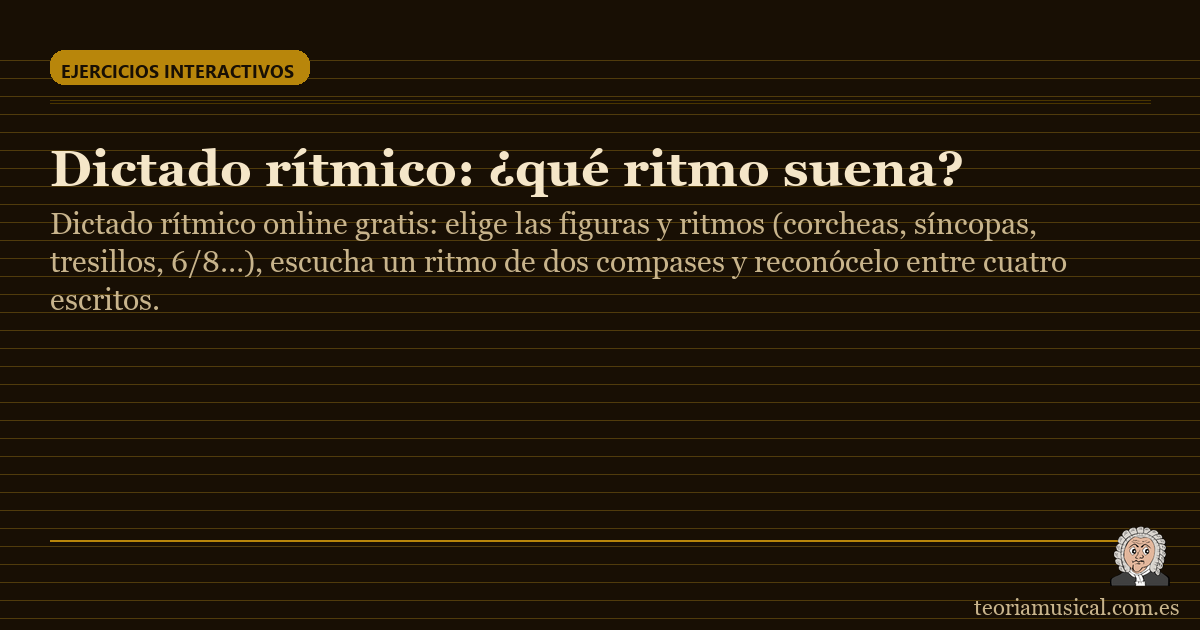 EJERCICIOS INTERACTIVOS
Dictado rítmico: ¿qué ritmo suena?
Dictado rítmico online gratis: elige las figuras y ritmos (corcheas, síncopas,
tresillos, 6/8...), escucha un ritmo de dos compases y reconócelo entre cuatro
escritos.
teoriamusical.com.es